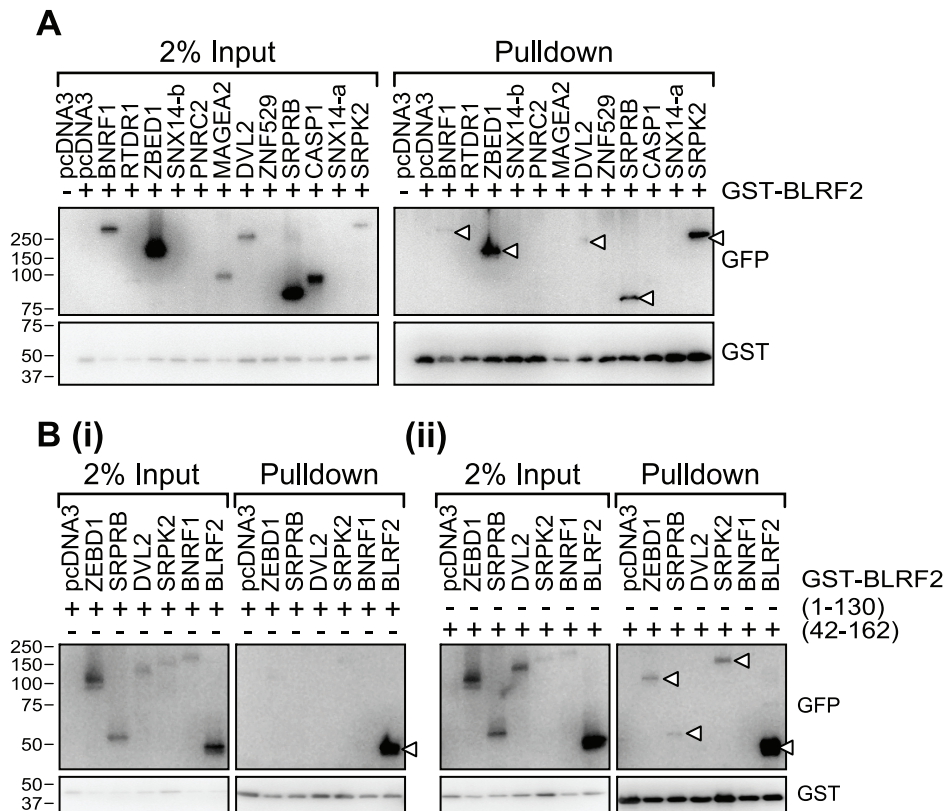 A
2% Input Pulldown
pcDNA3 pcDNA3 BNRF1 RTDR1 ZBED1 SNX14-b PNRC2 MAGEA2 DVL2 ZNF529 SRPRB CASP1 SNX14-a SRPK2 pcDNA3 pcDNA3 BNRF1 RTDR1 ZBED1 SNX14-b PNRC2 MAGEA2 DVL2 ZNF529 SRPRB CASP1 SNX14-a SRPK2
- + + + + + + + + + + + + + - + + + + + + + + + + + + + GST-BLRF2
250
150
100
75
GFP
75
50
37
GST
B (i) (ii)
2% Input Pulldown 2% Input Pulldown
pcDNA3 ZEBD1 SRPRB DVL2 SRPK2 BNRF1 BLRF2 pcDNA3 ZEBD1 SRPRB DVL2 SRPK2 BNRF1 BLRF2 pcDNA3 ZEBD1 SRPRB DVL2 SRPK2 BNRF1 BLRF2 pcDNA3 ZEBD1 SRPRB DVL2 SRPK2 BNRF1 BLRF2
GST-BLRF2
+ + + + + + + + + + + + + + - - - - - - - - - - - - - - (1-130)
- - - - - - - - - - - - - - + + + + + + + + + + + + + + (42-162)
250
150
100
75
50
GFP
50
37
GST